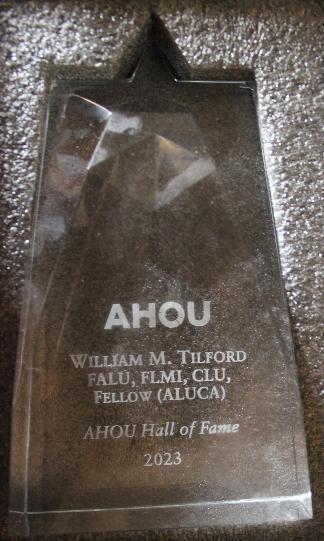 AHOU
WILLIAM M. TILFORD
FALU, FLMI, CLU,
FELLOW (ALUCA)
AHOU Hall of Fame
2023